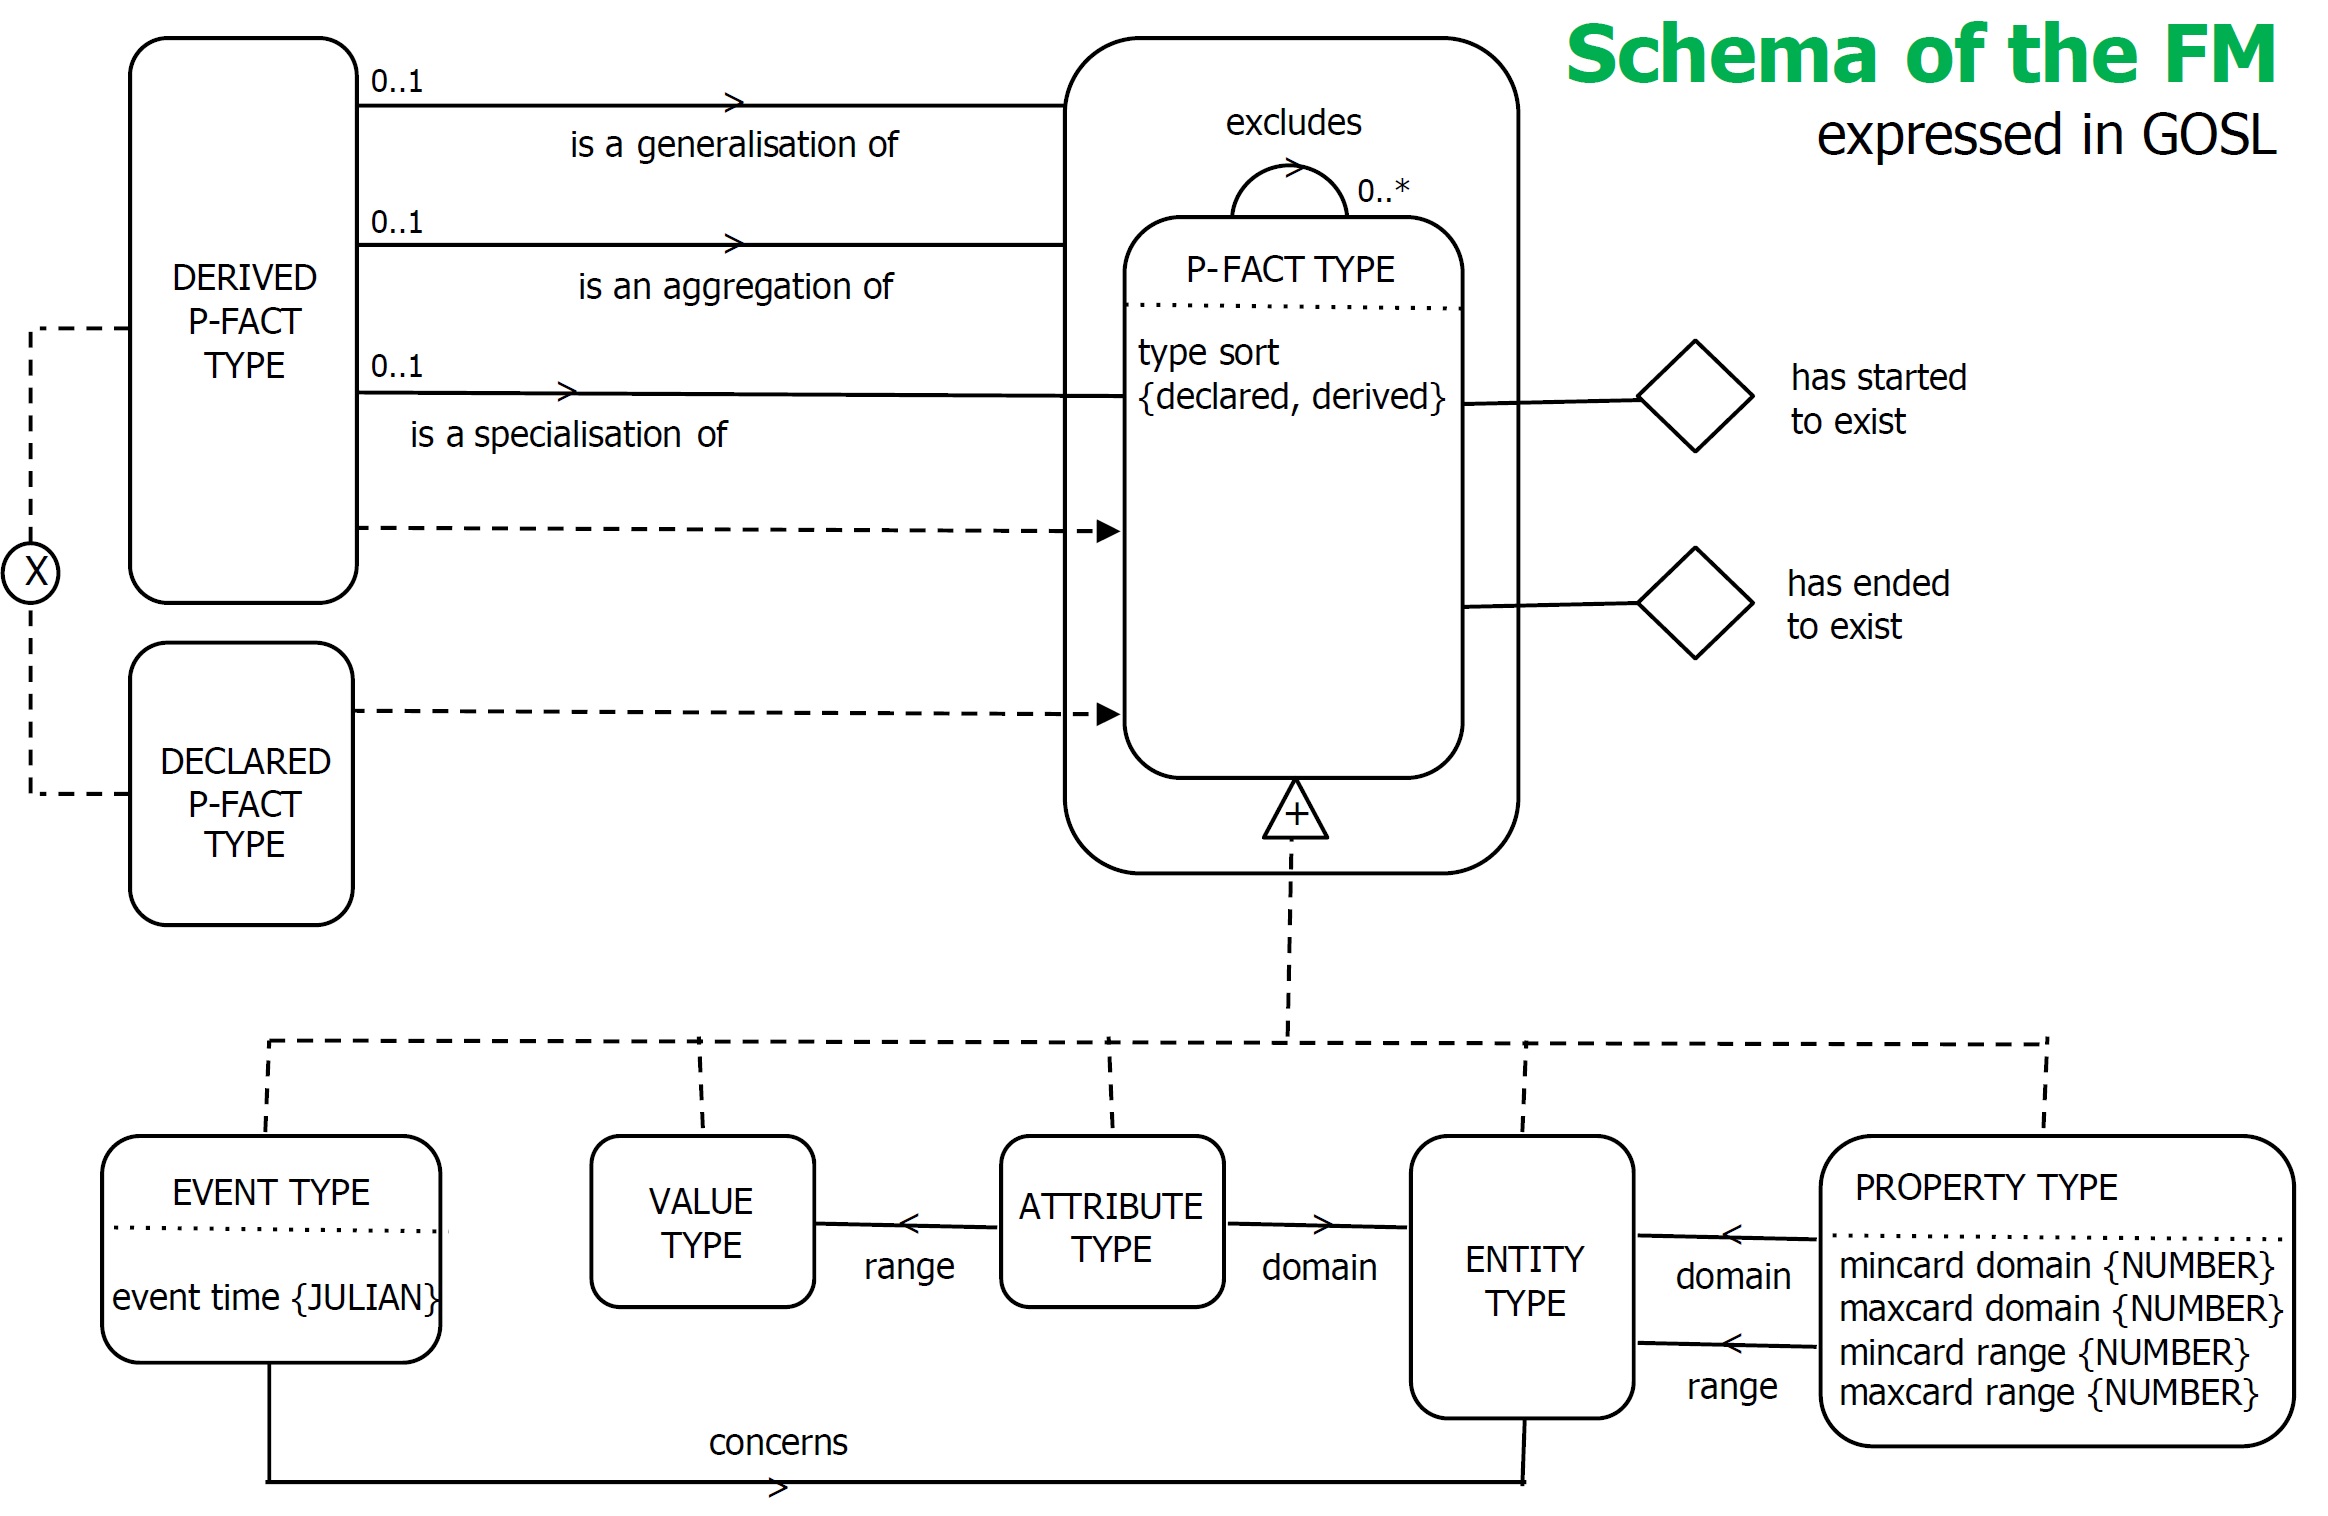 Schema of the FM
expressed in GOSL
0..1
is a generalisation of
0..1
is an aggregation of
0..1
is a specialisation of
DERIVED
P-FACT
TYPE
X
DECLARED
P-FACT
TYPE
excludes
0..*
P-FACT TYPE
type sort
{declared, derived}
has started
to exist
has ended
to exist
+
EVENT TYPE
event time {JULIAN}
VALUE
TYPE
range
ATTRIBUTE
TYPE
domain
ENTITY
TYPE
domain
range
PROPERTY TYPE
mincard domain {NUMBER}
maxcard domain {NUMBER}
mincard range {NUMBER}
maxcard range {NUMBER}
concerns